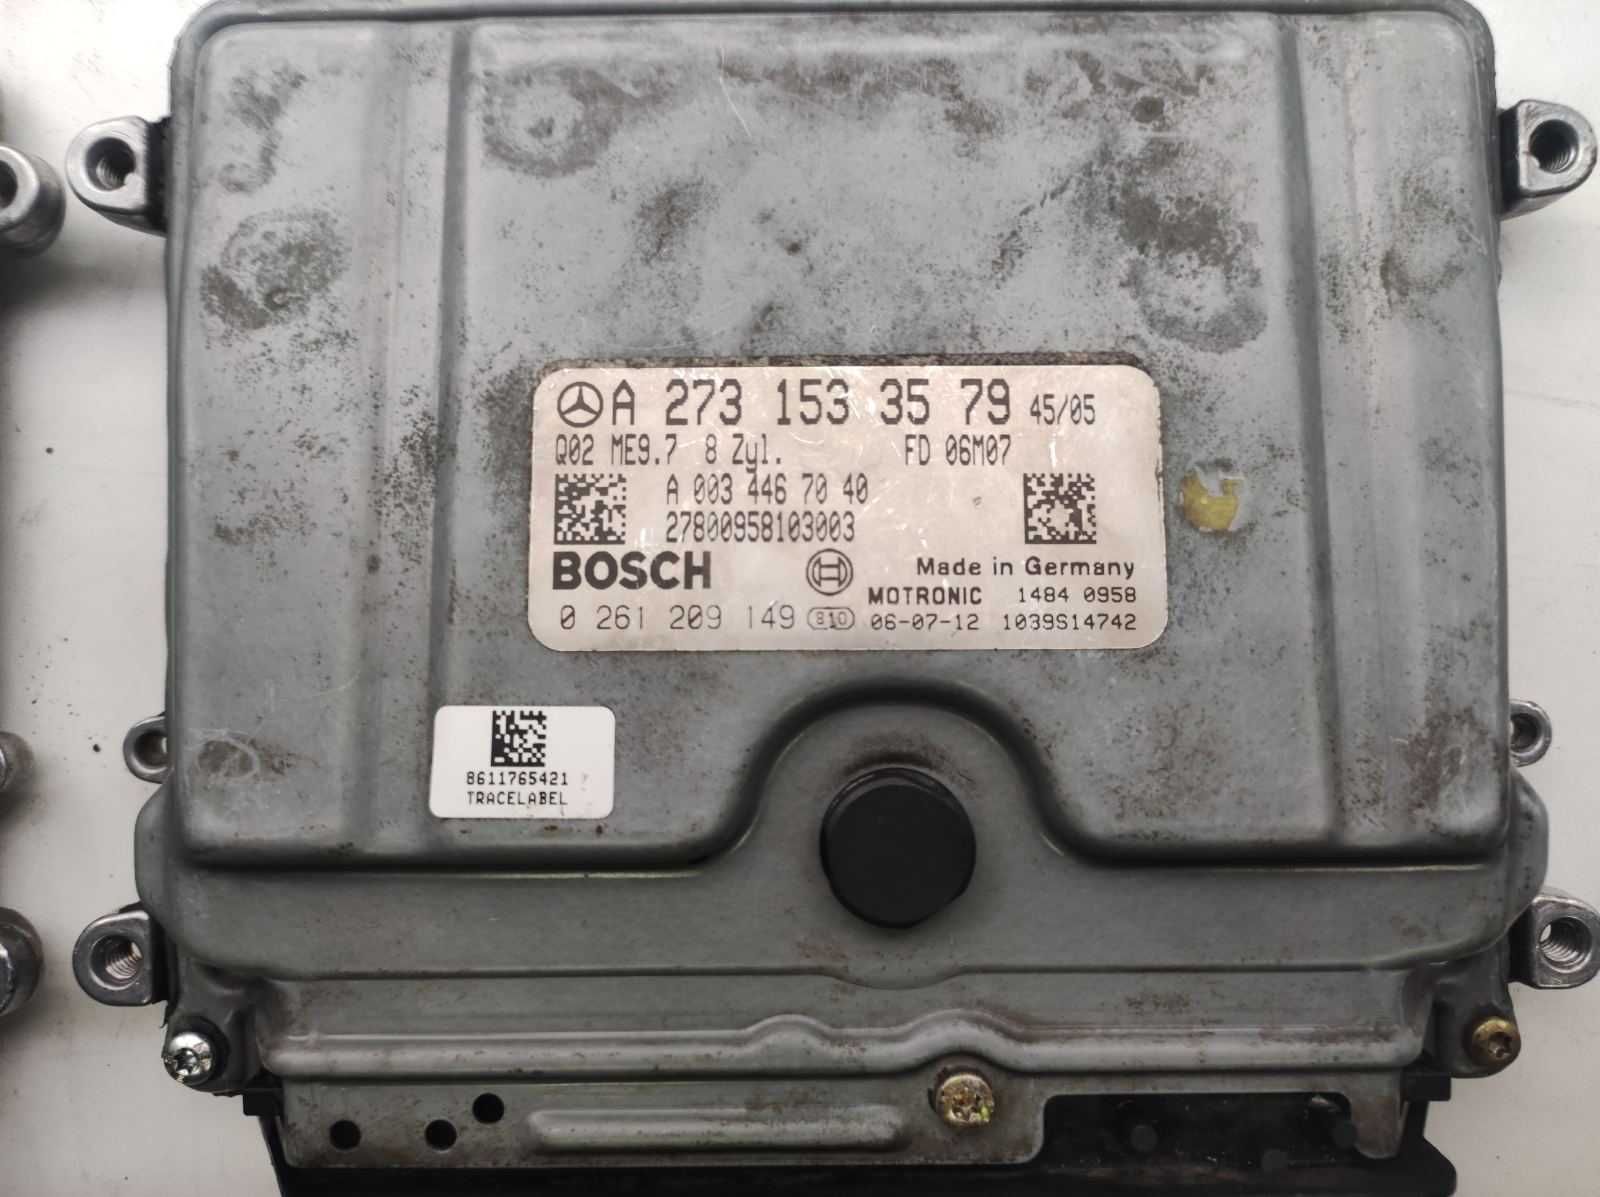 A 273 153 35 79 45/05
Q02 ME9.7 8 Zyl. FD 06M07
A 003 446 70 40
27800958103003
BOSCH Made in Germany
MOTRONIC 1484 0958
0 261 209 149 810 06-07-12 1039S14742
8611765421
TRACELABEL